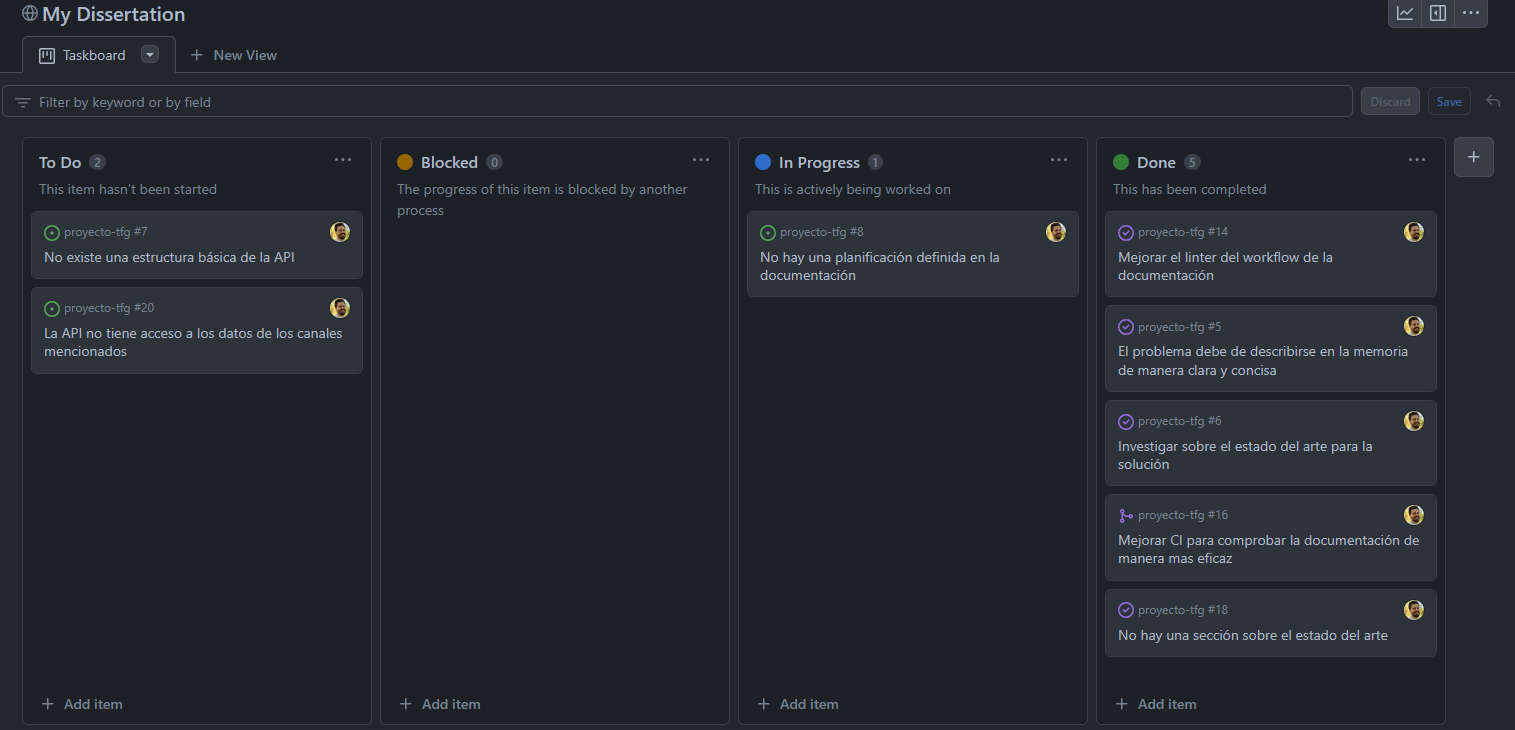 My Dissertation
Taskboard
New View
Filter by keyword or by field
Discard
Save
To Do 2
This item hasn't been started
proyecto-tfg #7
No existe una estructura básica de la API
proyecto-tfg #20
La API no tiene acceso a los datos de los canales
mencionados
Add item
Blocked 0
The progress of this item is blocked by another
process
Add item
In Progress 1
This is actively being worked on
proyecto-tfg #8
No hay una planificación definida en la
documentación
Add item
Done 5
This has been completed
proyecto-tfg #14
Mejorar el linter del workflow de la
documentación
proyecto-tfg #5
El problema debe de describirse en la memoria
de manera clara y concisa
proyecto-tfg #6
Investigar sobre el estado del arte para la
solución
proyecto-tfg #16
Mejorar CI para comprobar la documentación de
manera mas eficaz
proyecto-tfg #18
No hay una sección sobre el estado del arte
Add item